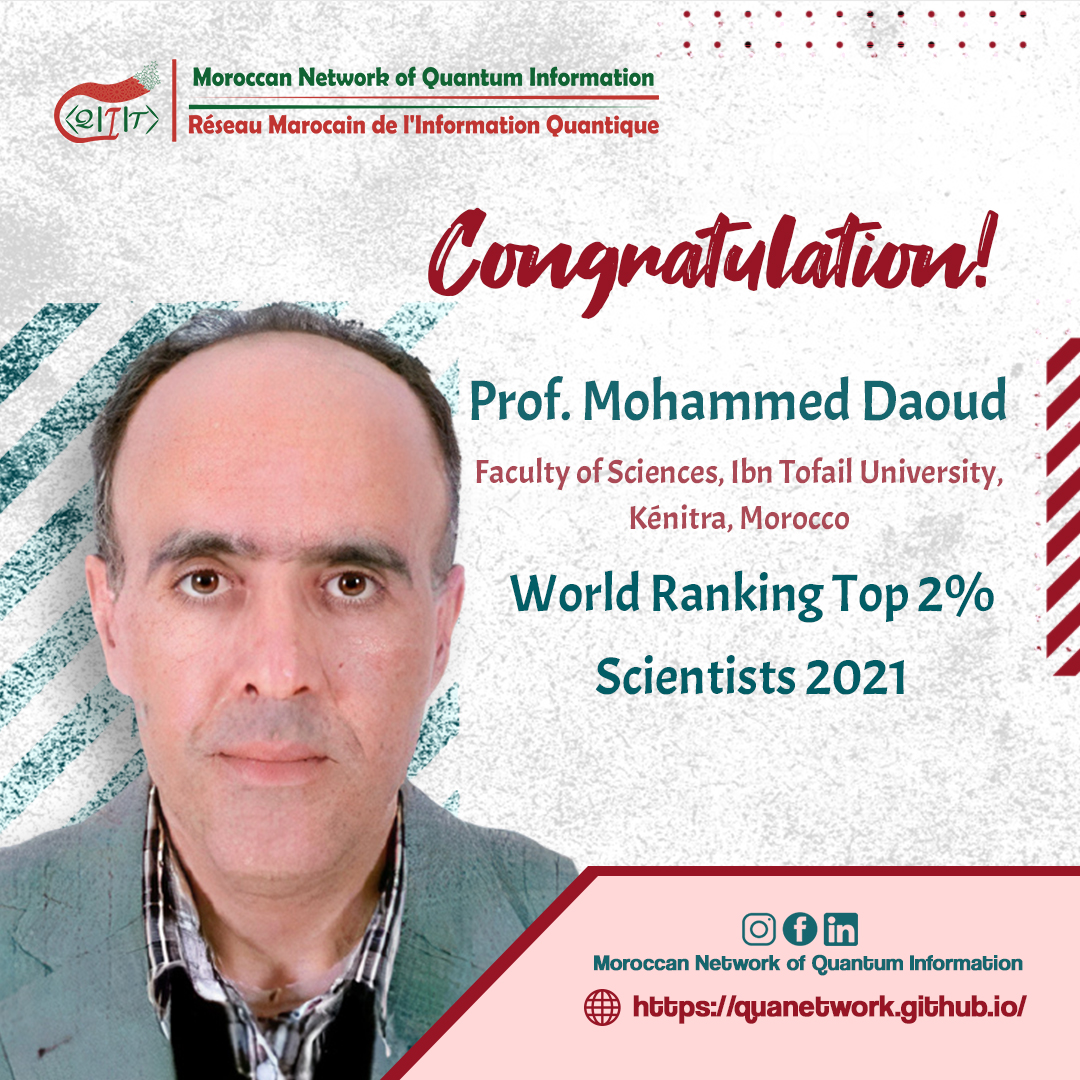 ⟨Q|I|T⟩
Moroccan Network of Quantum Information
Réseau Marocain de l'Information Quantique
Congratulation!
Prof. Mohammed Daoud
Faculty of Sciences, Ibn Tofail University,
Kénitra, Morocco
World Ranking Top 2%
Scientists 2021
Moroccan Network of Quantum Information
https://quanetwork.github.io/